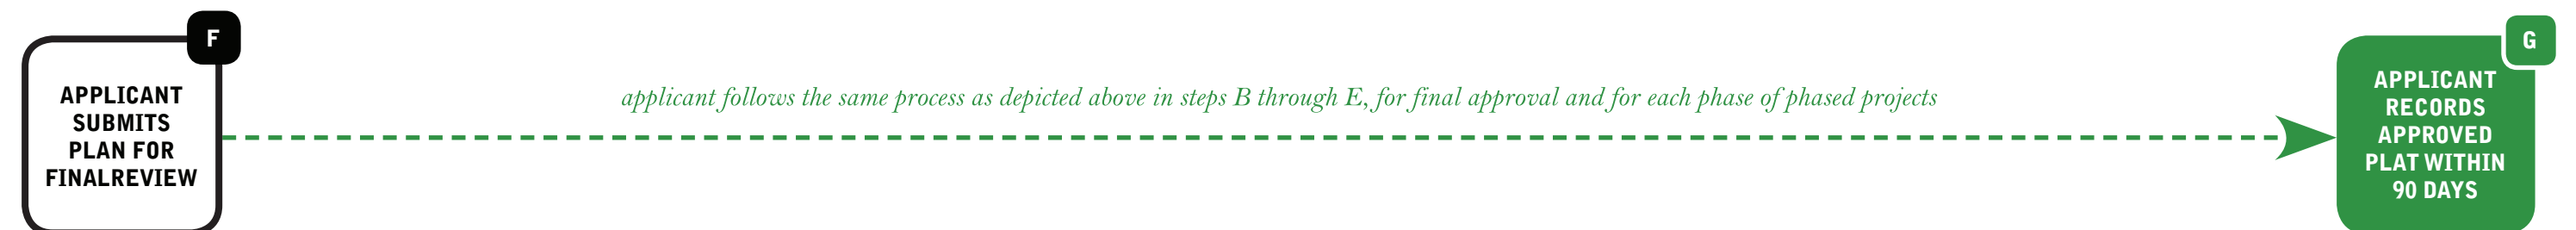 F
APPLICANT
SUBMITS
PLAN FOR
FINALREVIEW
applicant follows the same process as depicted above in steps B through E, for final approval and for each phase of phased projects
G
APPLICANT
RECORDS
APPROVED
PLAT WITHIN
90 DAYS